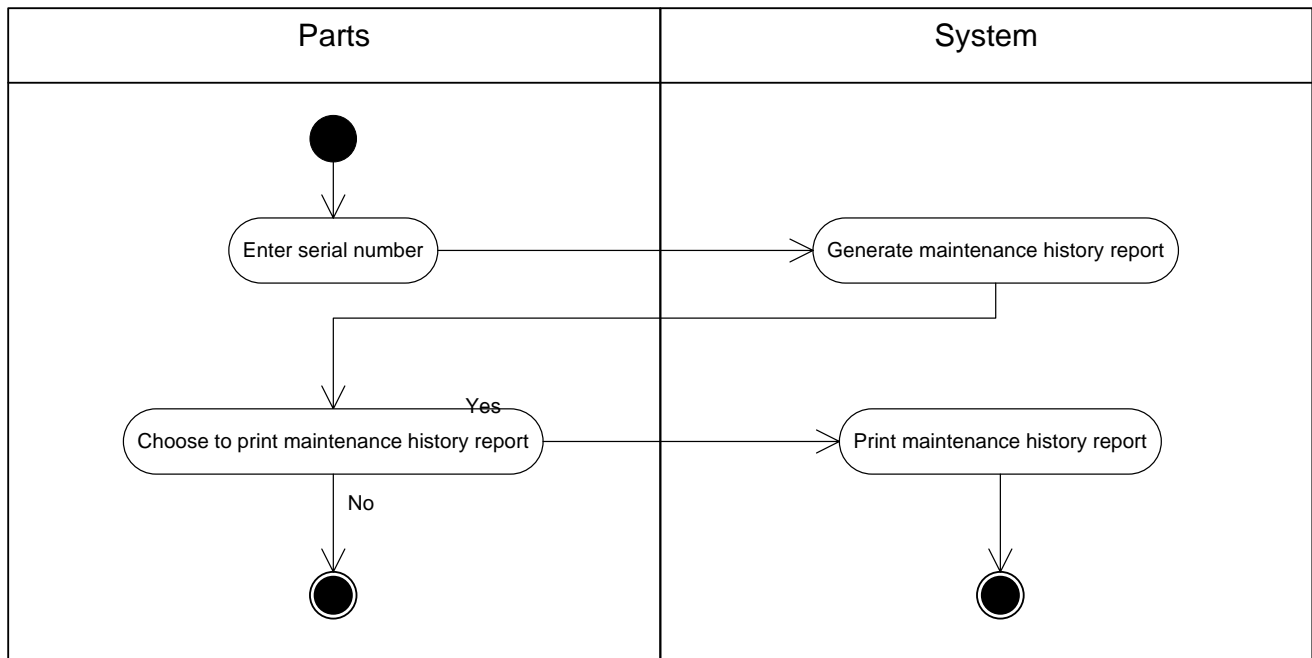 Parts
System
Enter serial number
Generate maintenance history report
Yes
Choose to print maintenance history report
Print maintenance history report
No